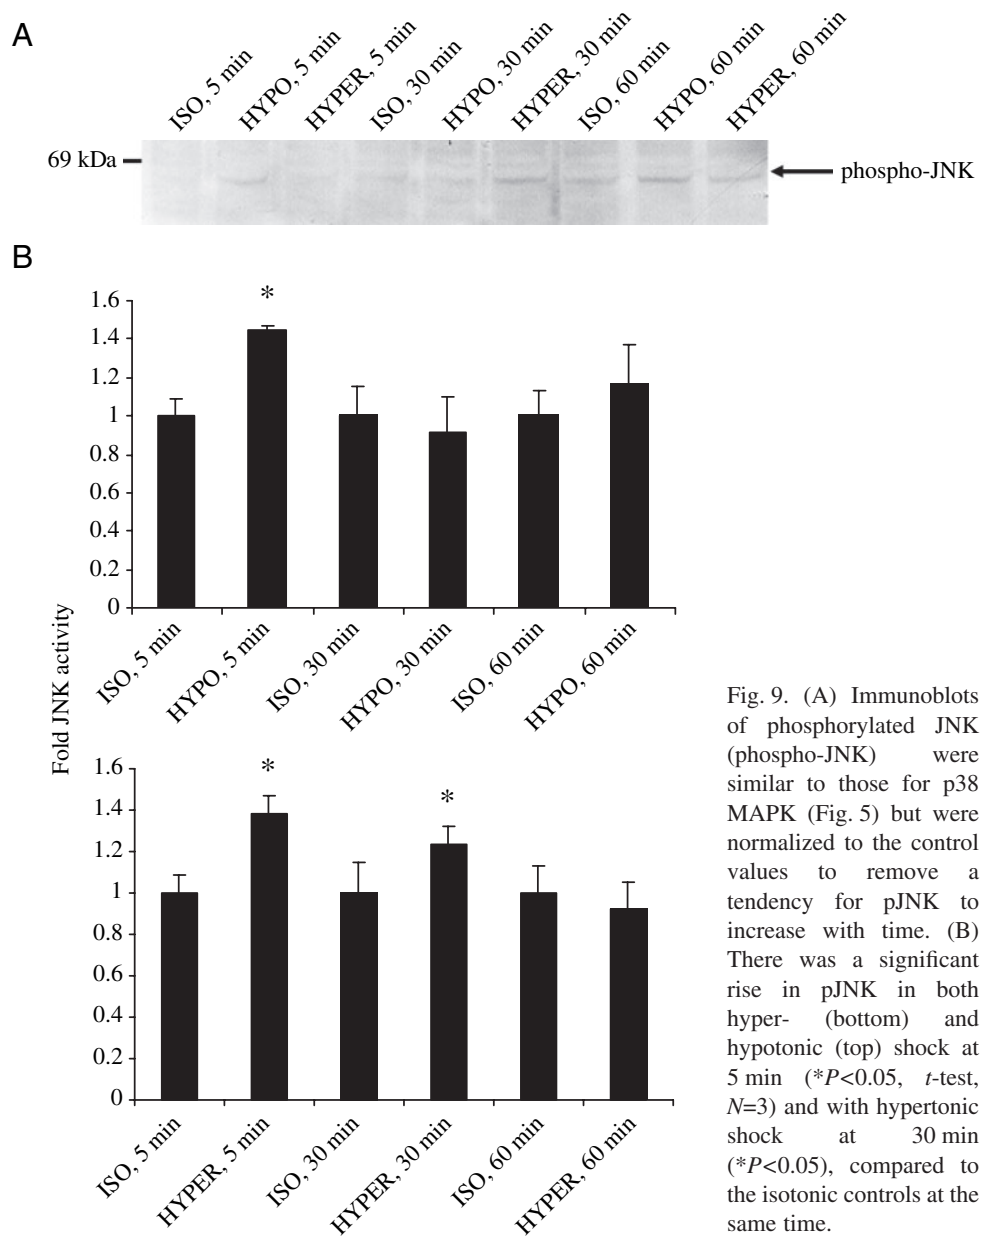 A
ISO, 5 min
HYPO, 5 min
HYPER, 5 min
ISO, 30 min
HYPO, 30 min
HYPER, 30 min
ISO, 60 min
HYPO, 60 min
HYPER, 60 min
69 kDa
phospho-JNK
B
Fold JNK activity
1.6
1.4
1.2
1
0.8
0.6
0.4
0.2
0
*
ISO, 5 min
HYPO, 5 min
ISO, 30 min
HYPO, 30 min
ISO, 60 min
HYPO, 60 min
1.6
1.4
1.2
1
0.8
0.6
0.4
0.2
0
*
*
ISO, 5 min
HYPER, 5 min
ISO, 30 min
HYPER, 30 min
ISO, 60 min
HYPER, 60 min
Fig. 9. (A) Immunoblots
of phosphorylated JNK
(phospho-JNK) were
similar to those for p38
MAPK (Fig. 5) but were
normalized to the control
values to remove a
tendency for pJNK to
increase with time. (B)
There was a significant
rise in pJNK in both
hyper- (bottom) and
hypotonic (top) shock at
5 min (*P<0.05, t-test,
N=3) and with hypertonic
shock at 30 min
(*P<0.05), compared to
the isotonic controls at the
same time.